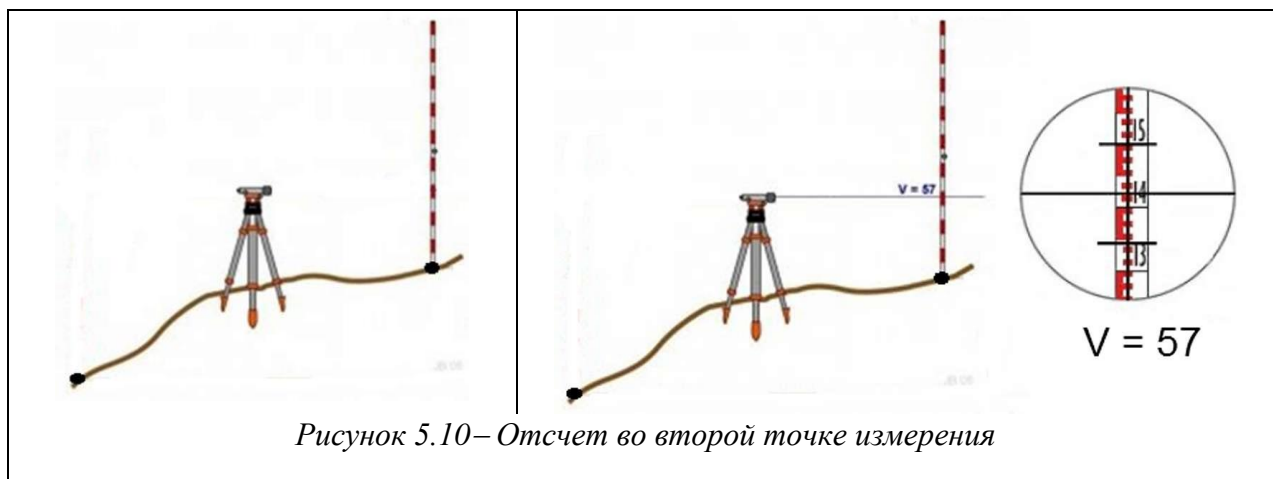 V = 57
15
14
13
V = 57
Рисунок 5.10– Отсчет во второй точке измерения